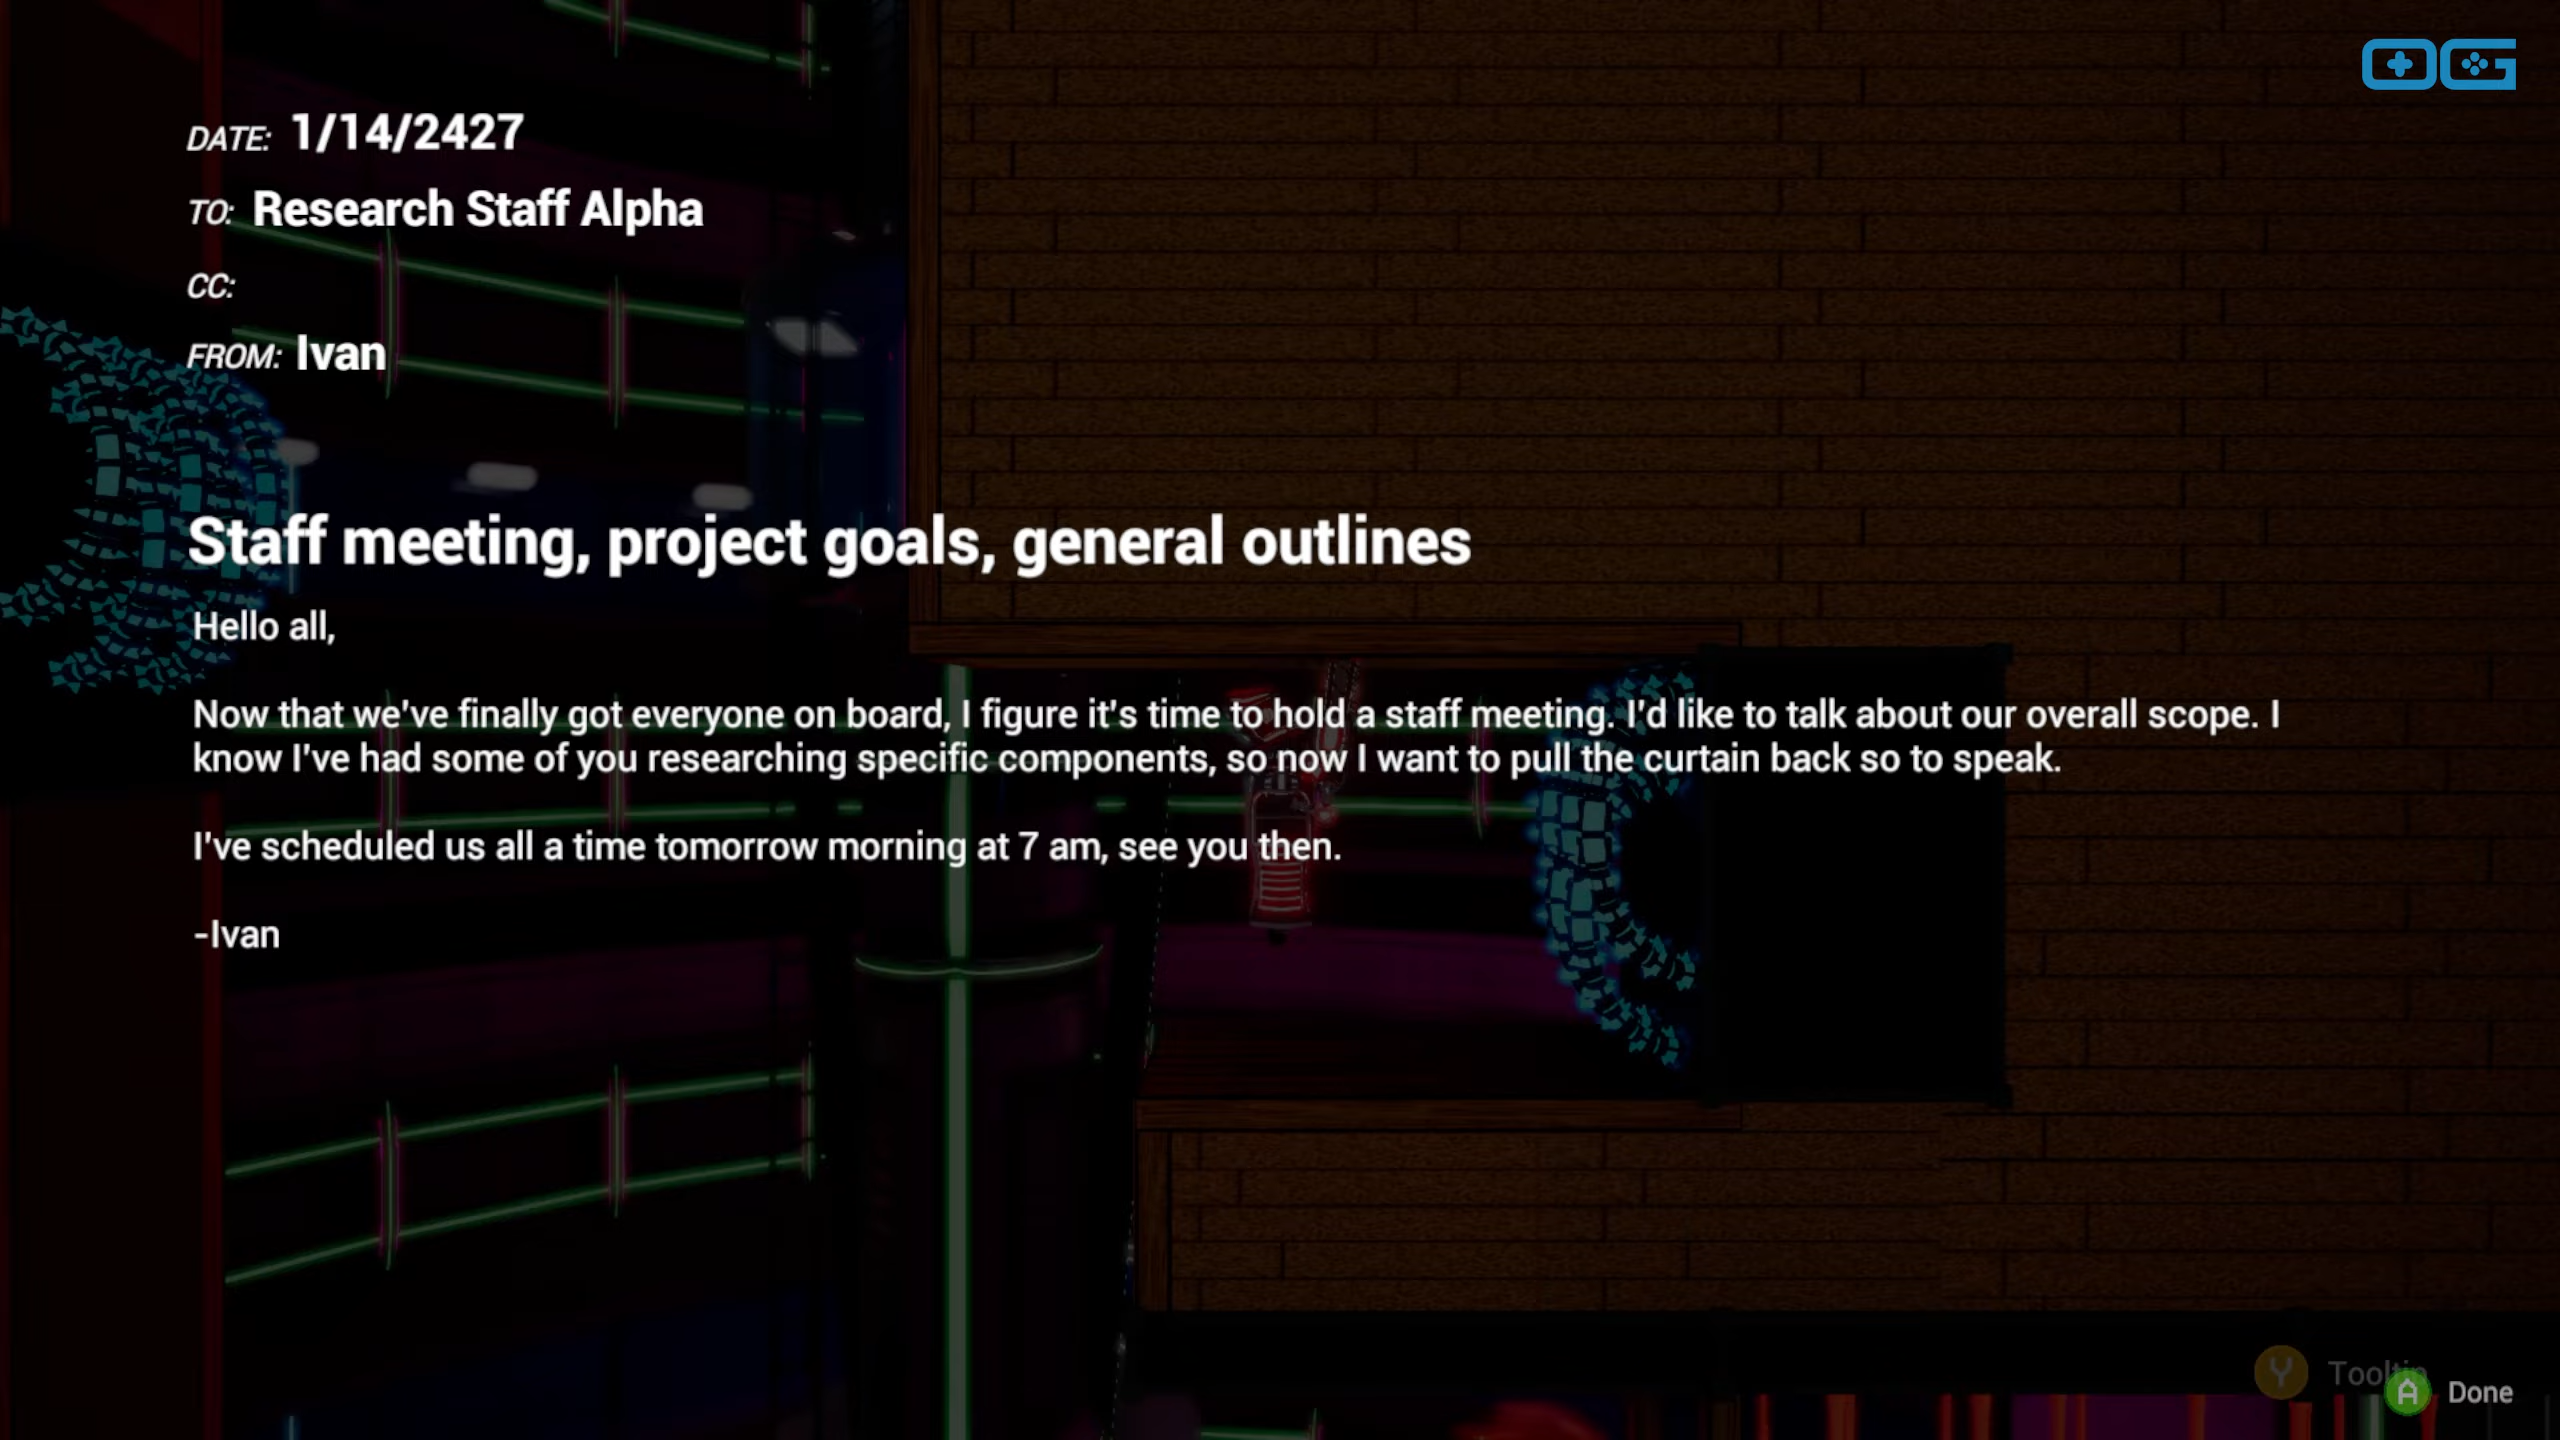 OG
DATE: 1/14/2427
TO: Research Staff Alpha
CC:
FROM: Ivan
Staff meeting, project goals, general outlines
Hello all,
Now that we've finally got everyone on board, I figure it's time to hold a staff meeting. I'd like to talk about our overall scope. I
know I've had some of you researching specific components, so now I want to pull the curtain back so to speak.
I've scheduled us all a time tomorrow morning at 7 am, see you then.
-Ivan
Y Tooltip
A Done